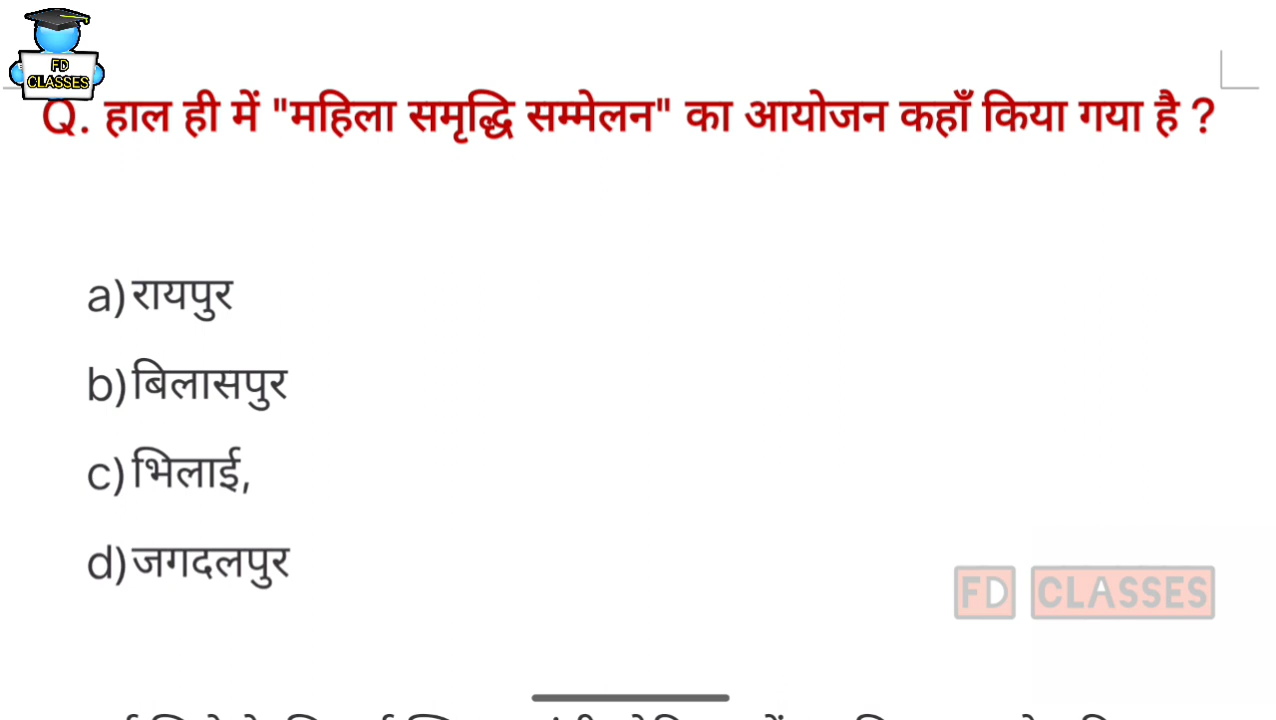 FD
CLASSES
Q. हाल ही में "महिला समृद्धि सम्मेलन" का आयोजन कहाँ किया गया है ?
a) रायपुर
b) बिलासपुर
c) भिलाई,
d) जगदलपुर
FD CLASSES